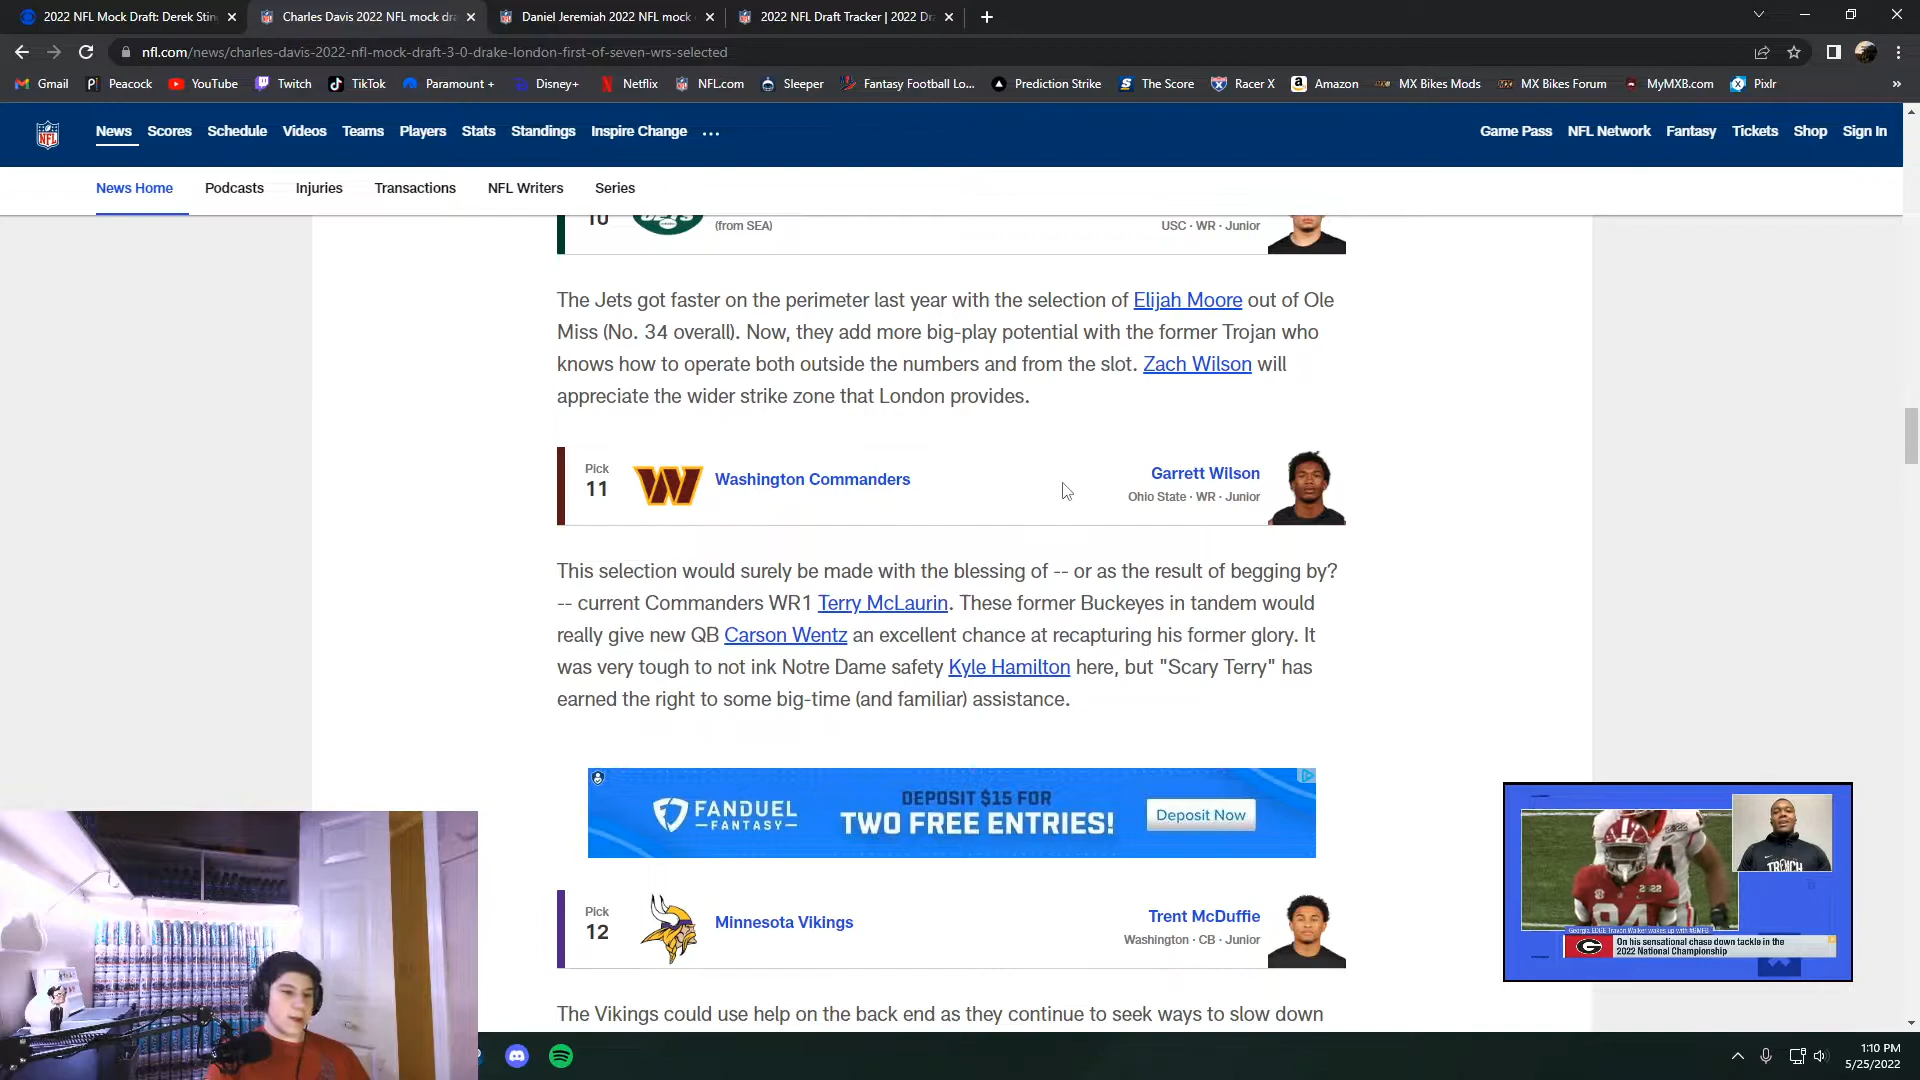 2022 NFL Mock Draft: Derek Stin
Charles Davis 2022 NFL mock dra
Daniel Jeremiah 2022 NFL mock
2022 NFL Draft Tracker | 2022 Dr
nfl.com/news/charles-davis-2022-nfl-mock-draft-3-0-drake-london-first-of-seven-wrs-selected
Gmail Peacock YouTube Twitch TikTok Paramount + Disney+ Netflix NFL.com Sleeper Fantasy Football Lo... Prediction Strike The Score Racer X Amazon MX Bikes Mods MX Bikes Forum MyMXB.com Pixlr
News Scores Schedule Videos Teams Players Stats Standings Inspire Change ... Game Pass NFL Network Fantasy Tickets Shop Sign In
News Home Podcasts Injuries Transactions NFL Writers Series
10 (from SEA) USC · WR · Junior
The Jets got faster on the perimeter last year with the selection of Elijah Moore out of Ole
Miss (No. 34 overall). Now, they add more big-play potential with the former Trojan who
knows how to operate both outside the numbers and from the slot. Zach Wilson will
appreciate the wider strike zone that London provides.
Pick
11
Washington Commanders
Garrett Wilson
Ohio State · WR · Junior
This selection would surely be made with the blessing of -- or as the result of begging by?
-- current Commanders WR1 Terry McLaurin. These former Buckeyes in tandem would
really give new QB Carson Wentz an excellent chance at recapturing his former glory. It
was very tough to not ink Notre Dame safety Kyle Hamilton here, but "Scary Terry" has
earned the right to some big-time (and familiar) assistance.
FANDUEL
FANTASY
DEPOSIT $15 FOR
TWO FREE ENTRIES!
Deposit Now
Pick
12
Minnesota Vikings
Trent McDuffie
Washington · CB · Junior
The Vikings could use help on the back end as they continue to seek ways to slow down
TRENCH
Georgia EDGE Travon Walker wakes up with #GMFB
On his sensational chase down tackle in the
2022 National Championship
1:10 PM
5/25/2022